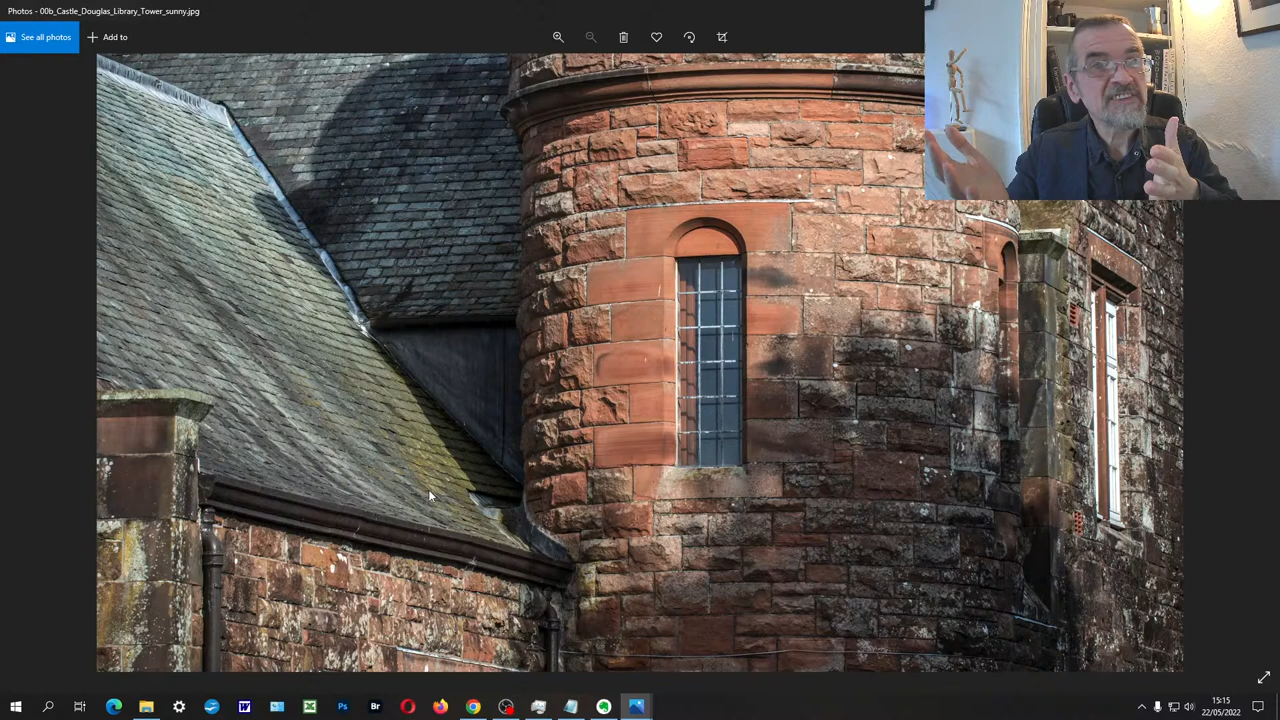 Photos - 00b_Castle_Douglas_Library_Tower_sunny.jpg
See all photos
Add to
15:15
22/05/2022